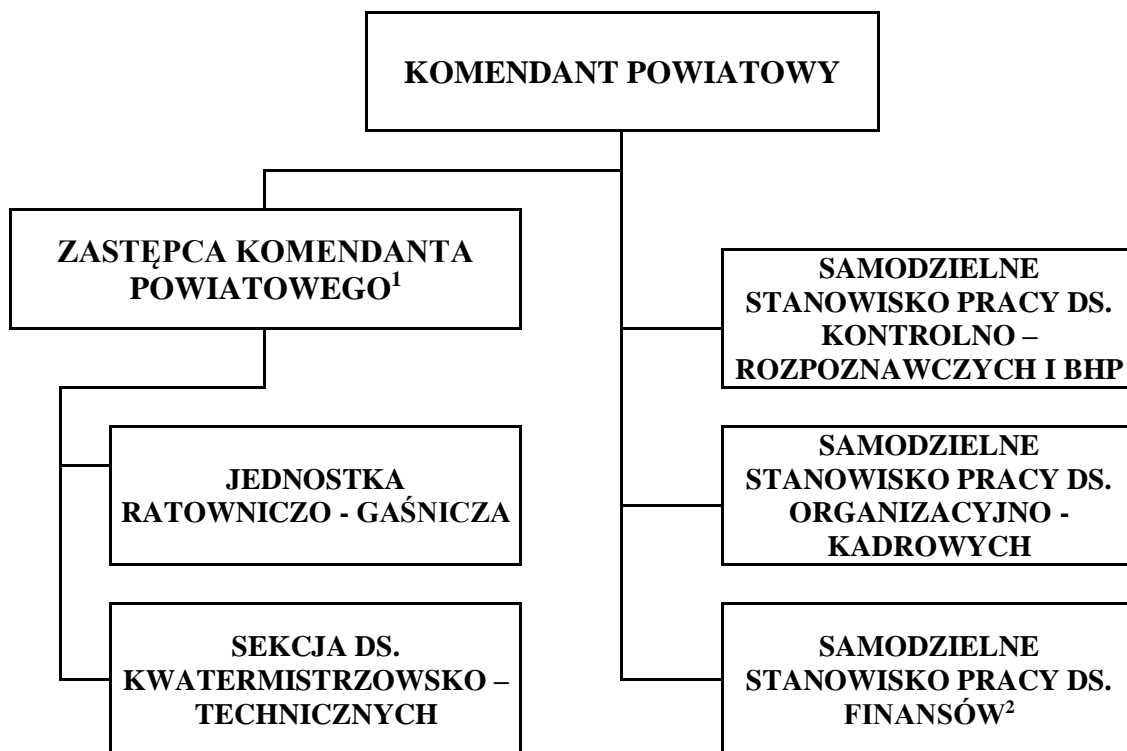 KOMENDANT POWIATOWY
ZASTĘPCA KOMENDANTA
POWIATOWEGO¹
SAMODZIELNE
STANOWISKO PRACY DS.
KONTROLNO –
ROZPOZNAWCZYCH I BHP
JEDNOSTKA
RATOWNICZO - GAŚNICZA
SAMODZIELNE
STANOWISKO PRACY DS.
ORGANIZACYJNO -
KADROWYCH
SEKCJA DS.
KWATERMISTRZOWSKO –
TECHNICZNYCH
SAMODZIELNE
STANOWISKO PRACY DS.
FINANSÓW²